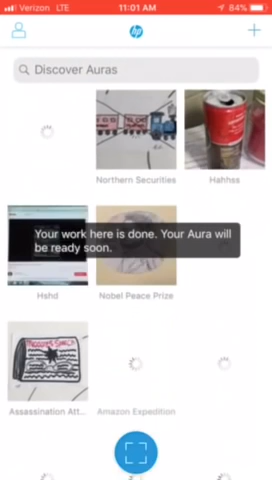 Verizon LTE 11:01 AM 84%
hp
Discover Auras
Northern Securities
Hahhss
Your work here is done. Your Aura will
be ready soon.
Hshd
Nobel Peace Prize
Assassination Att...
Amazon Expedition